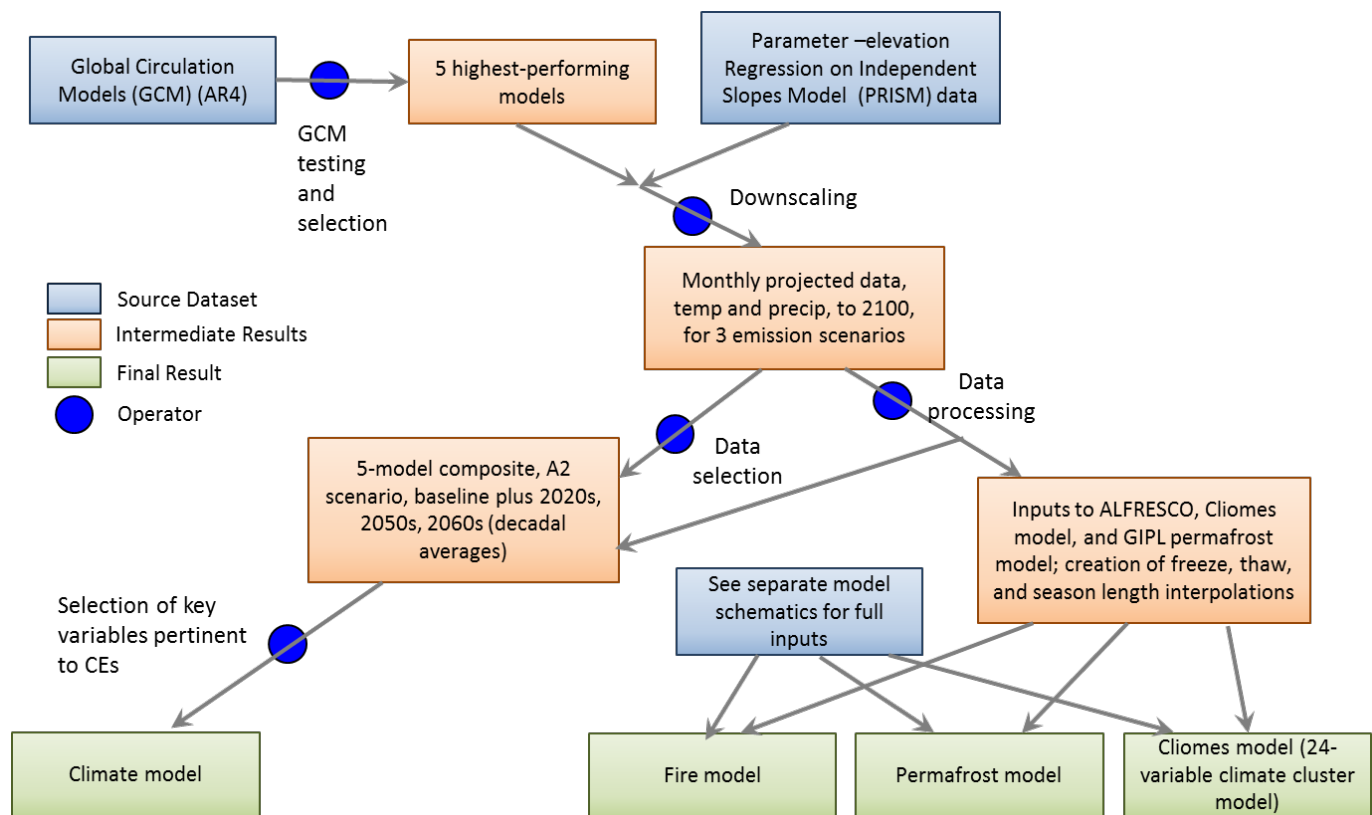 Global Circulation
Models (GCM) (AR4)
5 highest-performing
models
Parameter –elevation
Regression on Independent
Slopes Model  (PRISM) data
GCM
testing
and
selection
Downscaling
Monthly projected data,
temp and precip, to 2100,
for 3 emission scenarios
Source Dataset
Intermediate Results
Final Result
Operator
Data
processing
Data
selection
5-model composite, A2
scenario, baseline plus 2020s,
2050s, 2060s (decadal
averages)
Inputs to ALFRESCO, Cliomes
model, and GIPL permafrost
model; creation of freeze, thaw,
and season length interpolations
See separate model
schematics for full
inputs
Selection of key
variables pertinent
to CEs
Climate model
Fire model
Permafrost model
Cliomes model (24-
variable climate cluster
model)